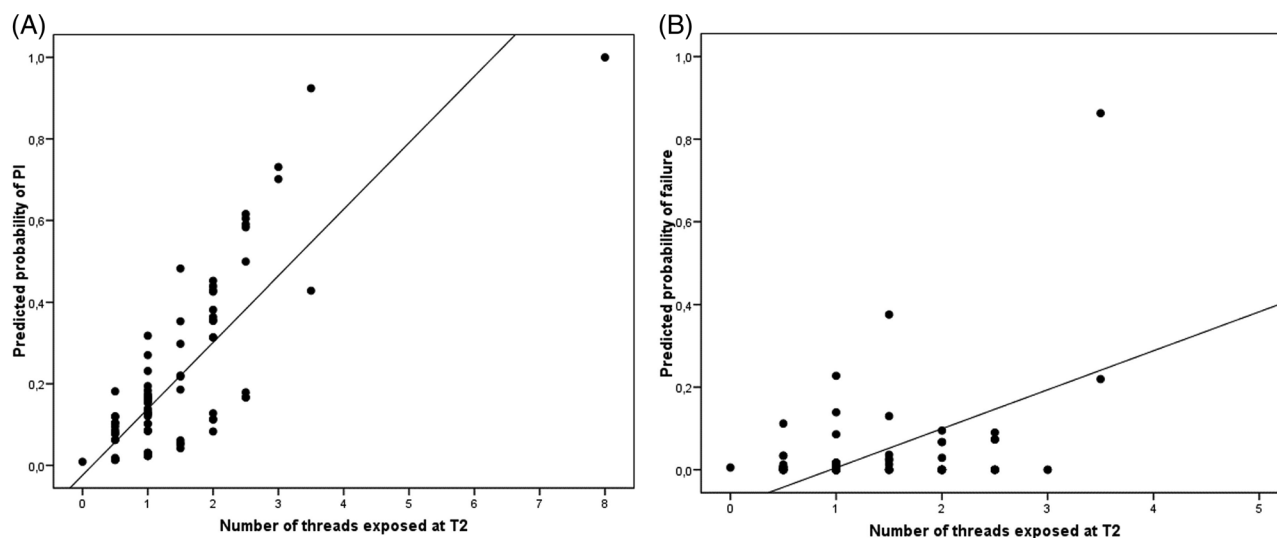 (A)
Predicted probability of PI
1,0
0,8
0,6
0,4
0,2
0,0
0 1 2 3 4 5 6 7 8
Number of threads exposed at T2
(B)
Predicted probability of failure
1,0
0,8
0,6
0,4
0,2
0,0
0 1 2 3 4 5
Number of threads exposed at T2